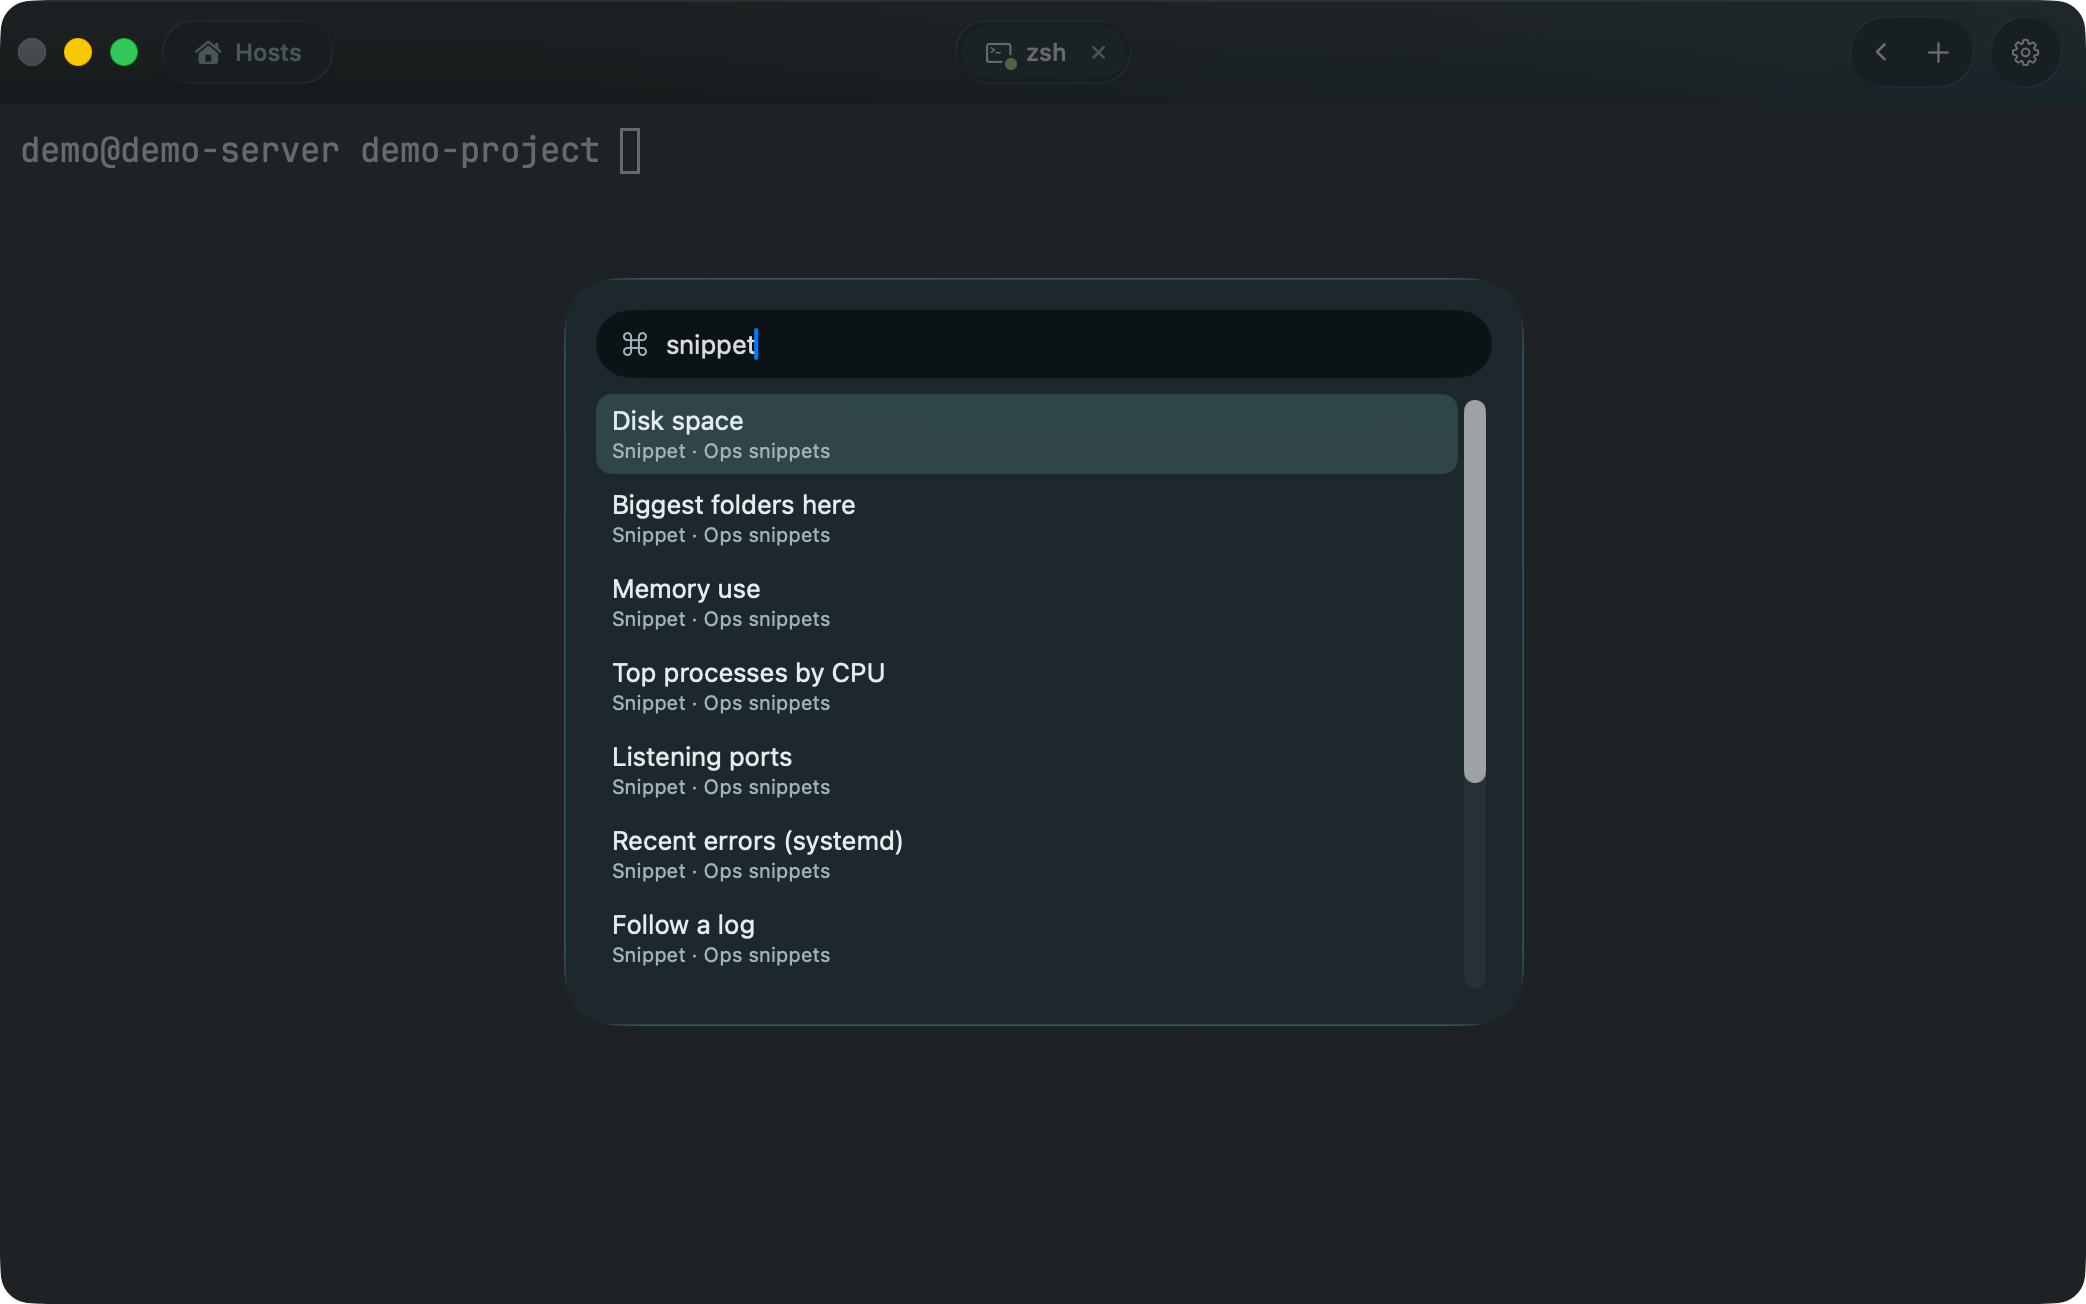 Hosts
zsh
demo@demo-server demo-project
snippet
Disk space
Snippet · Ops snippets
Biggest folders here
Snippet · Ops snippets
Memory use
Snippet · Ops snippets
Top processes by CPU
Snippet · Ops snippets
Listening ports
Snippet · Ops snippets
Recent errors (systemd)
Snippet · Ops snippets
Follow a log
Snippet · Ops snippets